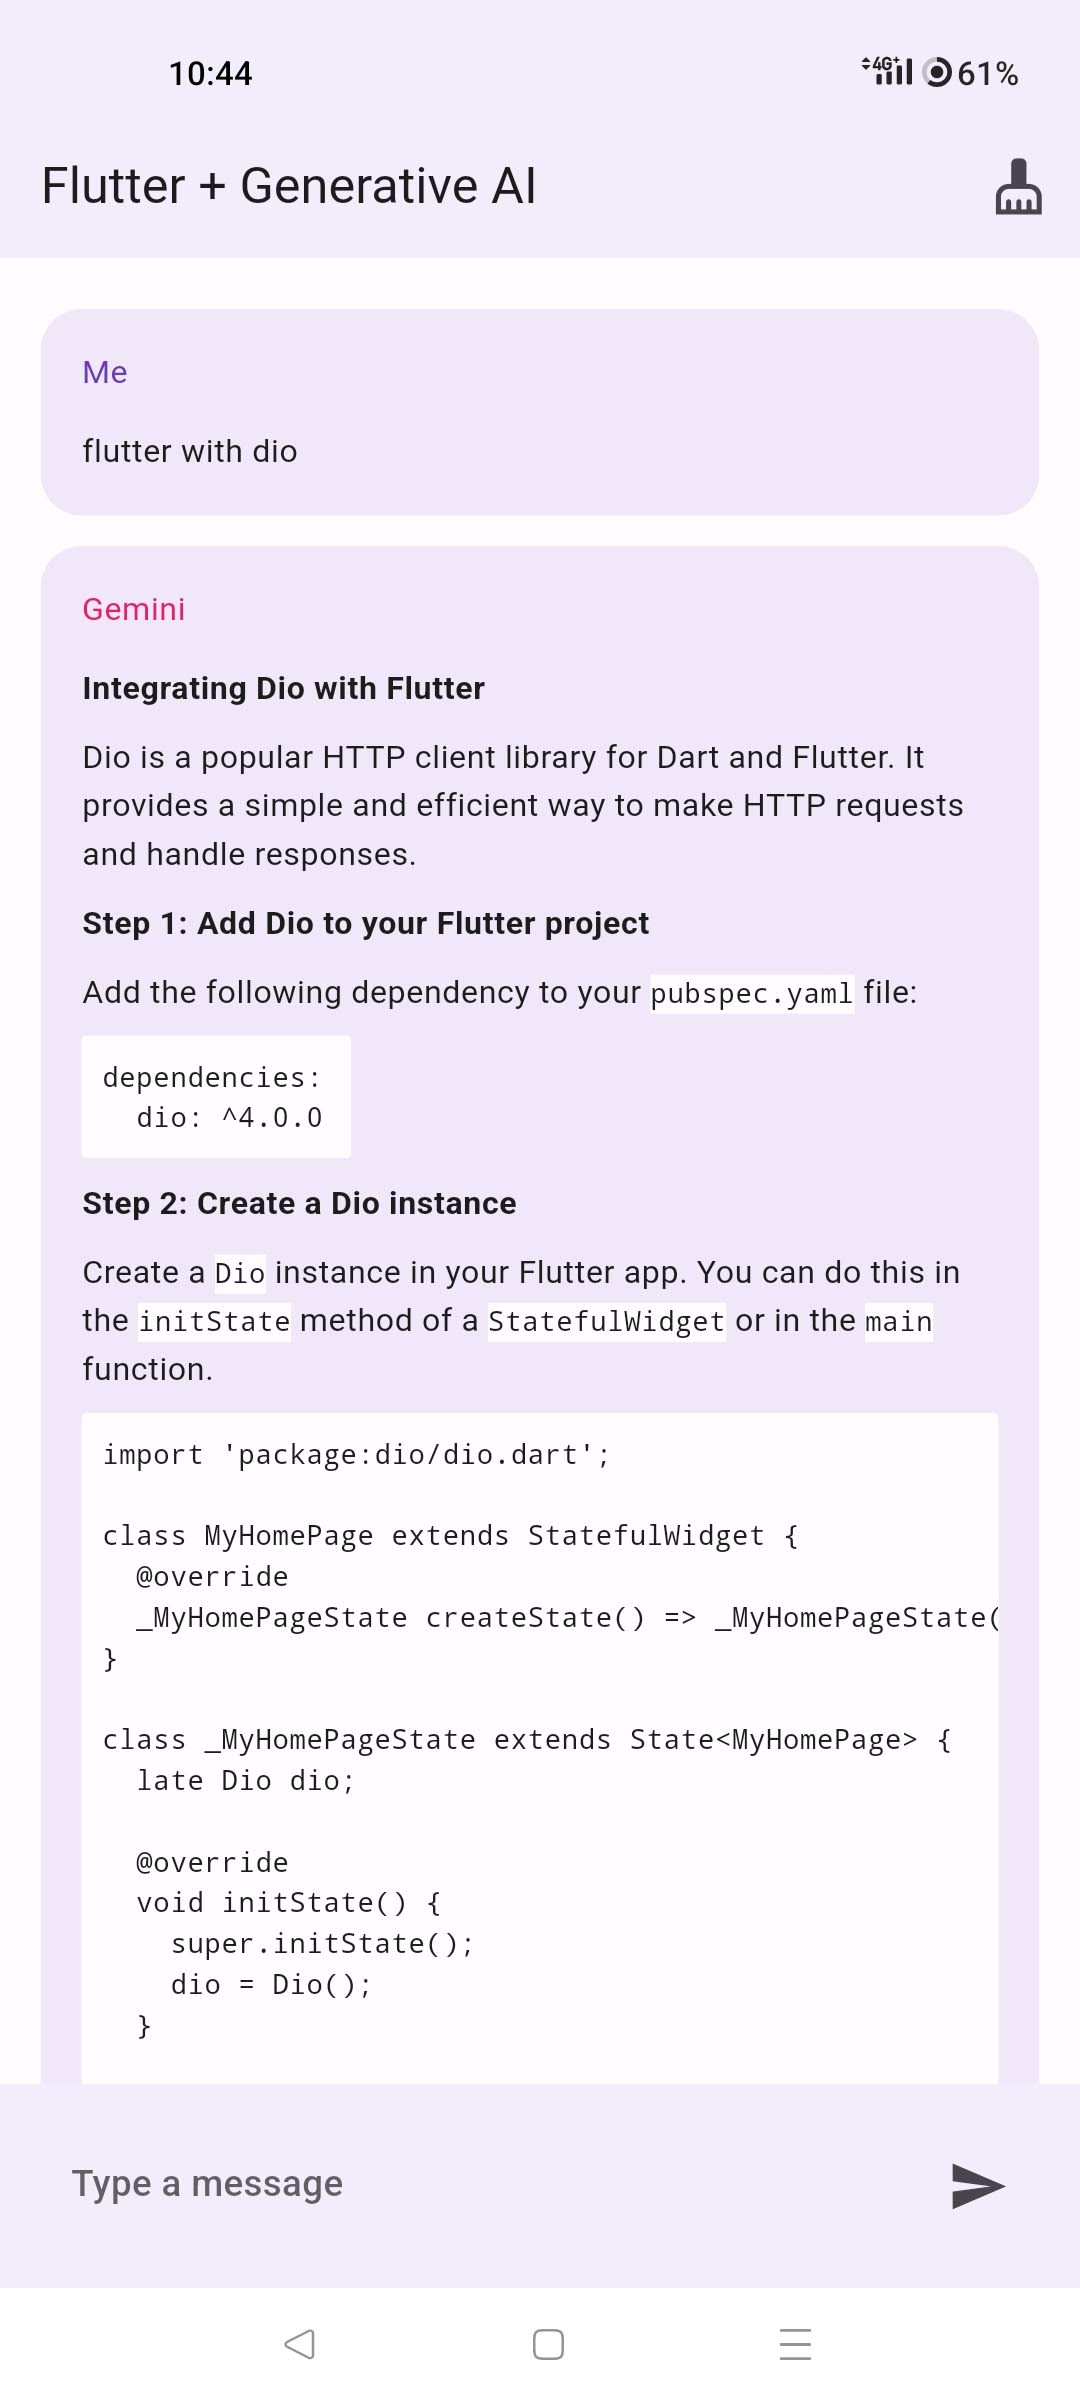 10:44
4G+ 61%
Flutter + Generative AI
Me
flutter with dio
Gemini
Integrating Dio with Flutter
Dio is a popular HTTP client library for Dart and Flutter. It
provides a simple and efficient way to make HTTP requests
and handle responses.
Step 1: Add Dio to your Flutter project
Add the following dependency to your pubspec.yaml file:
dependencies:
  dio: ^4.0.0
Step 2: Create a Dio instance
Create a Dio instance in your Flutter app. You can do this in
the initState method of a StatefulWidget or in the main
function.
import 'package:dio/dio.dart';
class MyHomePage extends StatefulWidget {
  @override
  _MyHomePageState createState() => _MyHomePageState(
}
class _MyHomePageState extends State<MyHomePage> {
  late Dio dio;
  @override
  void initState() {
    super.initState();
    dio = Dio();
  }
Type a message